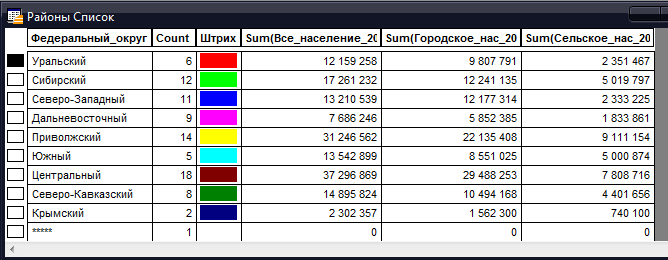 Районы Список
Федеральный_округ Count Штрих Sum(Все_население_20 Sum(Городское_нас_20 Sum(Сельское_нас_20
Уральский 6 12 159 258 9 807 791 2 351 467
Сибирский 12 17 261 232 12 241 135 5 019 797
Северо-Западный 11 13 210 539 12 177 314 2 333 225
Дальневосточный 9 7 686 246 5 852 385 1 833 861
Приволжский 14 31 246 562 22 135 408 9 111 154
Южный 5 13 542 899 8 551 025 5 000 874
Центральный 18 37 296 869 29 488 253 7 808 716
Северо-Кавказский 8 14 895 824 10 494 168 4 401 656
Крымский 2 2 302 357 1 562 300 740 100
***** 1 0 0 0